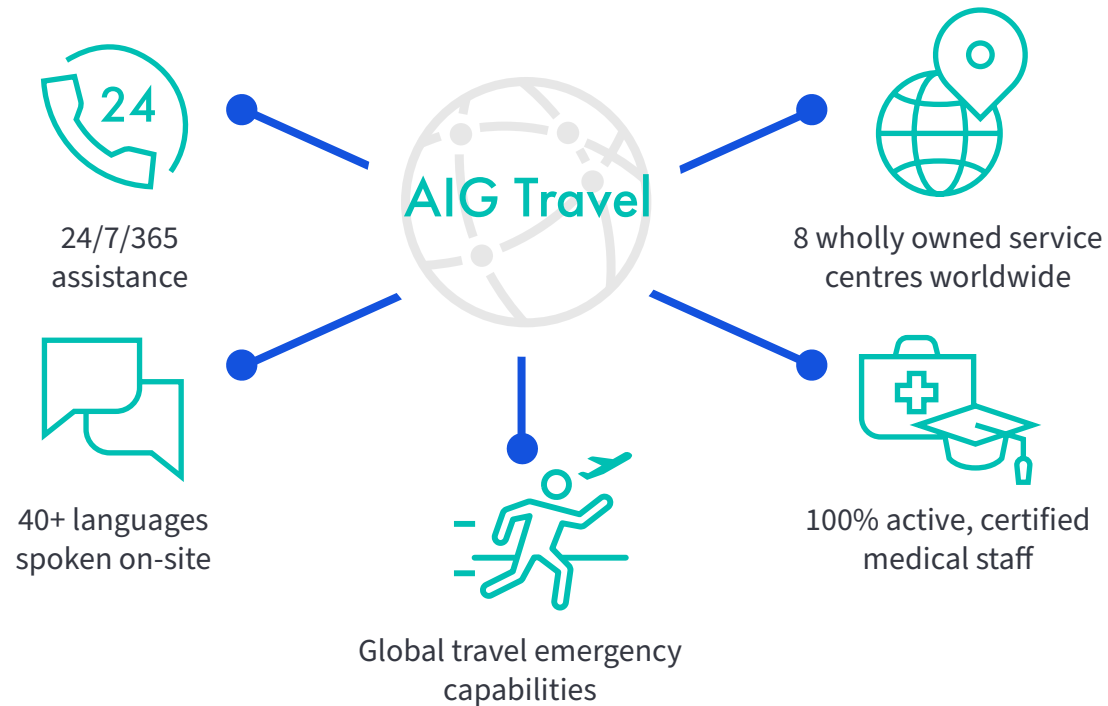 24
AIG Travel
24/7/365
assistance
8 wholly owned service
centres worldwide
40+ languages
spoken on-site
100% active, certified
medical staff
Global travel emergency
capabilities